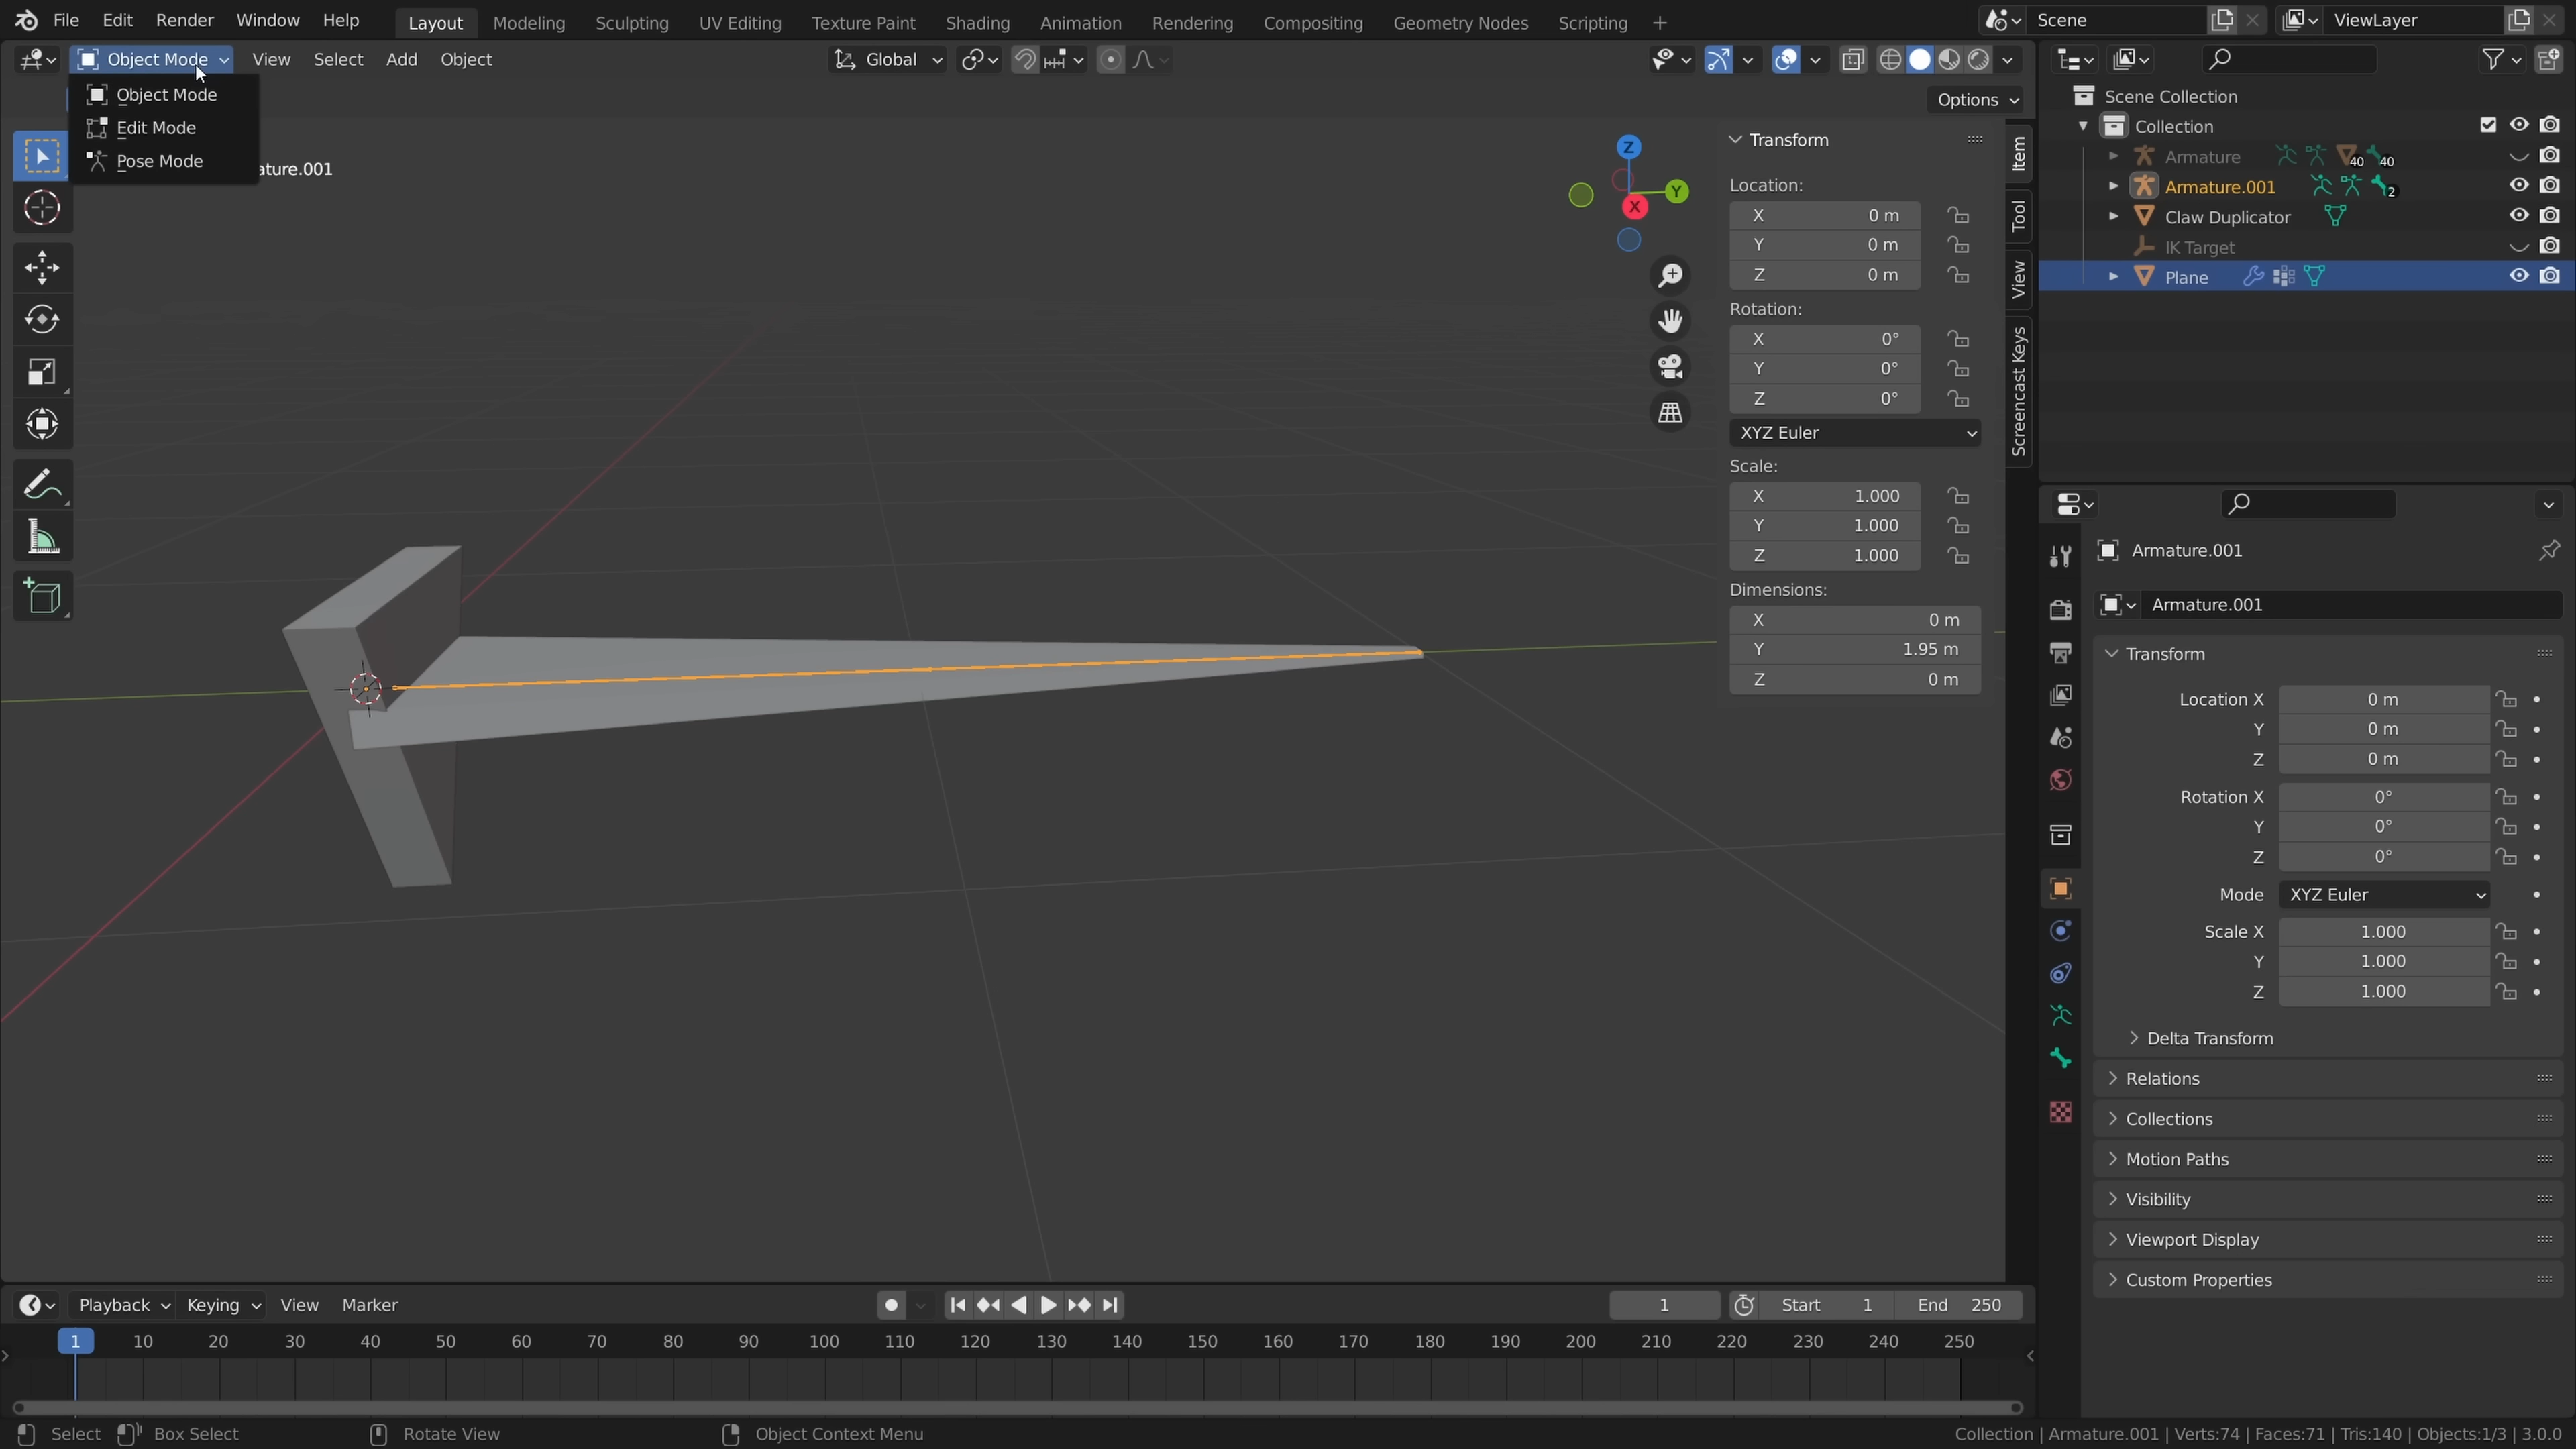 File Edit Render Window Help Layout Modeling Sculpting UV Editing Texture Paint Shading Animation Rendering Compositing Geometry Nodes Scripting + Scene ViewLayer
Object Mode View Select Add Object Global
Object Mode
Edit Mode
Pose Mode
ature.001
Options
Z
Y
X
Transform
Location:
X 0 m
Y 0 m
Z 0 m
Rotation:
X 0°
Y 0°
Z 0°
XYZ Euler
Scale:
X 1.000
Y 1.000
Z 1.000
Dimensions:
X 0 m
Y 1.95 m
Z 0 m
Item
Tool
View
Screencast Keys
Scene Collection
Collection
Armature 40 40
Armature.001 2
Claw Duplicator
IK Target
Plane
Armature.001
Armature.001
Transform
Location X 0 m
Y 0 m
Z 0 m
Rotation X 0°
Y 0°
Z 0°
Mode XYZ Euler
Scale X 1.000
Y 1.000
Z 1.000
Delta Transform
Relations
Collections
Motion Paths
Visibility
Viewport Display
Custom Properties
Playback Keying View Marker 1 Start 1 End 250
1 10 20 30 40 50 60 70 80 90 100 110 120 130 140 150 160 170 180 190 200 210 220 230 240 250
Select Box Select Rotate View Object Context Menu Collection | Armature.001 | Verts:74 | Faces:71 | Tris:140 | Objects:1/3 | 3.0.0